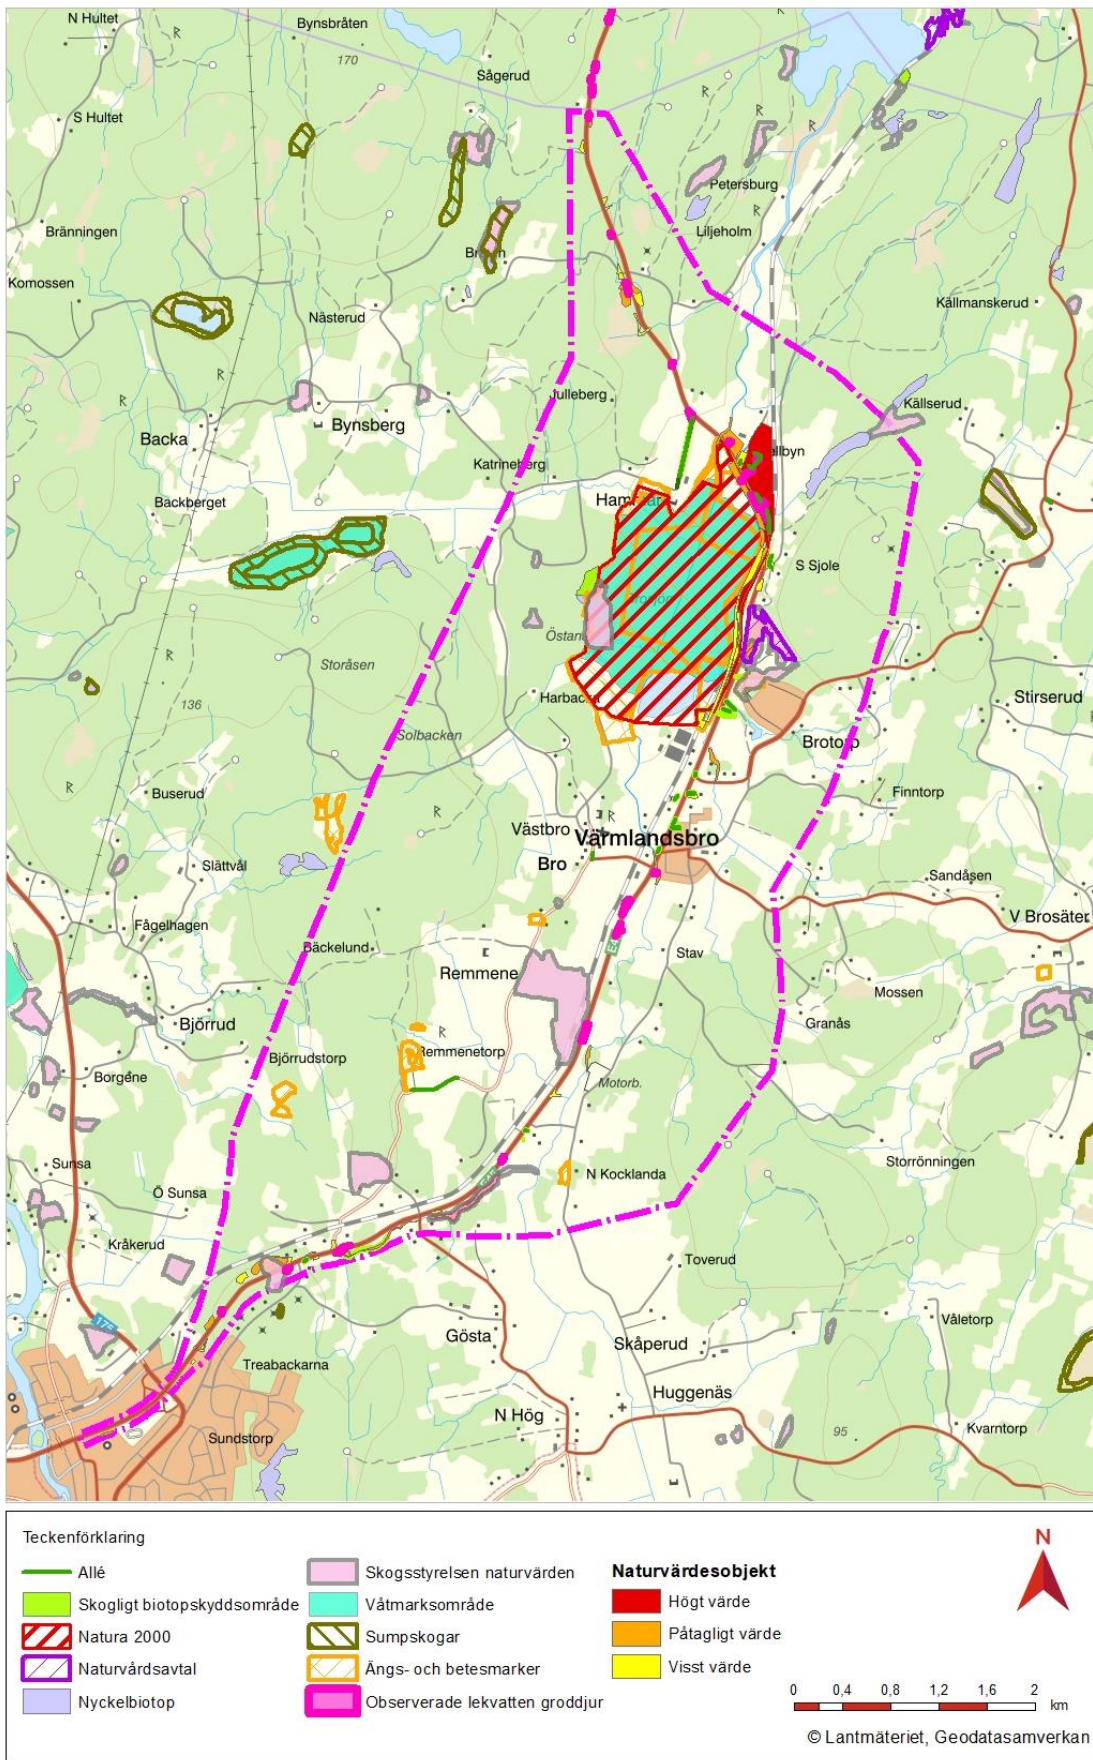 N Hultet
Bynsbråten
R
R
170
Sågerud
R
R
S Hultet
R
R
Petersburg
Bränningen
Liljeholm
Komossen
Källmanskerud
Nästerud
R
R
Julleberg
Källserud
Backa
Bynsberg
Katrineberg
Backberget
S Sjole
R
Storåsen
Stirserud
136
Solbacken
Brotorp
R
Buserud
Finntorp
Västbro
R
Värmlandsbro
Bro
Slättvål
Sandåsen
V Brosäter
Fågelhagen
Bäckelund
Stav
Remmene
Mossen
Björrud
Granås
R
Remmenetorp
Björrudstorp
Borgene
Motorb.
Sunsa
Storrönningen
N Kocklanda
Ö Sunsa
Kråkerud
Toverud
Våletorp
Gösta
Skåperud
Treabackarna
Huggenäs
N Hög
Kvarntorp
Sundstorp
95
Teckenförklaring
Allé
Skogligt biotopskyddsområde
Natura 2000
Naturvårdsavtal
Nyckelbiotop
Skogsstyrelsen naturvärden
Våtmarksområde
Sumpskogar
Ängs- och betesmarker
Observerade lekvatten groddjur
Naturvärdesobjekt
Högt värde
Påtagligt värde
Visst värde
N
0 0,4 0,8 1,2 1,6 2
km
© Lantmäteriet, Geodatasamverkan